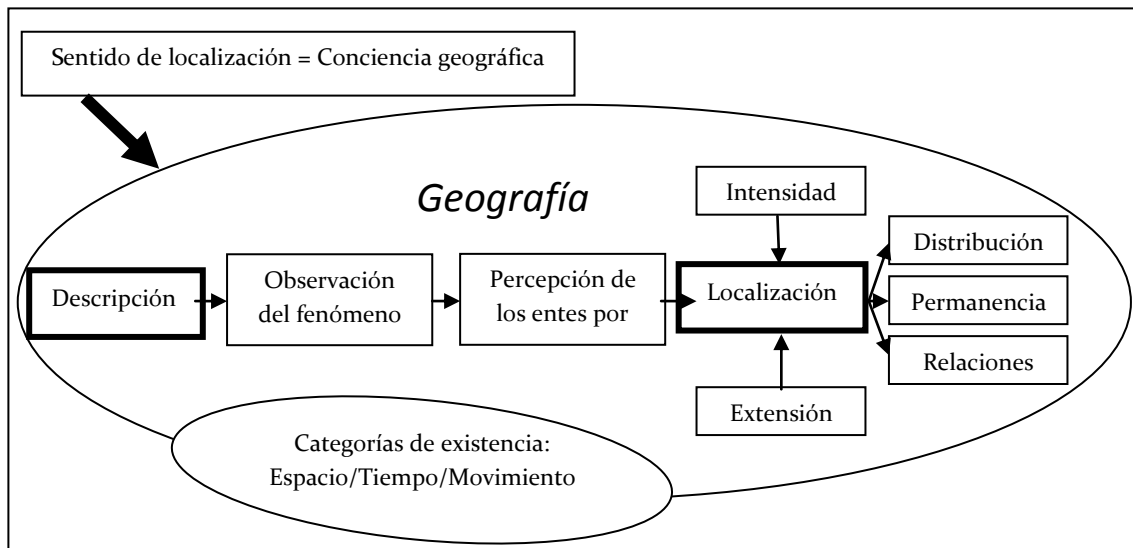 Sentido de localización = Conciencia geográfica
Geografía
Intensidad
Descripción
Observación
del fenómeno
Percepción de
los entes por
Localización
Distribución
Permanencia
Relaciones
Extensión
Categorías de existencia:
Espacio/Tiempo/Movimiento